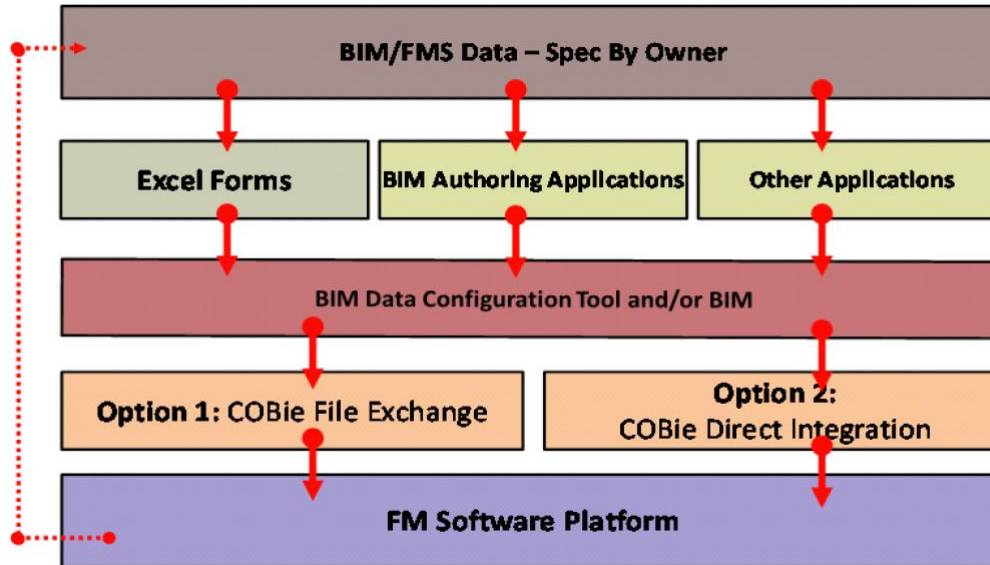 BIM/FMS Data – Spec By Owner
Excel Forms
BIM Authoring Applications
Other Applications
BIM Data Configuration Tool and/or BIM
Option 1: COBie File Exchange
Option 2:
COBie Direct Integration
FM Software Platform